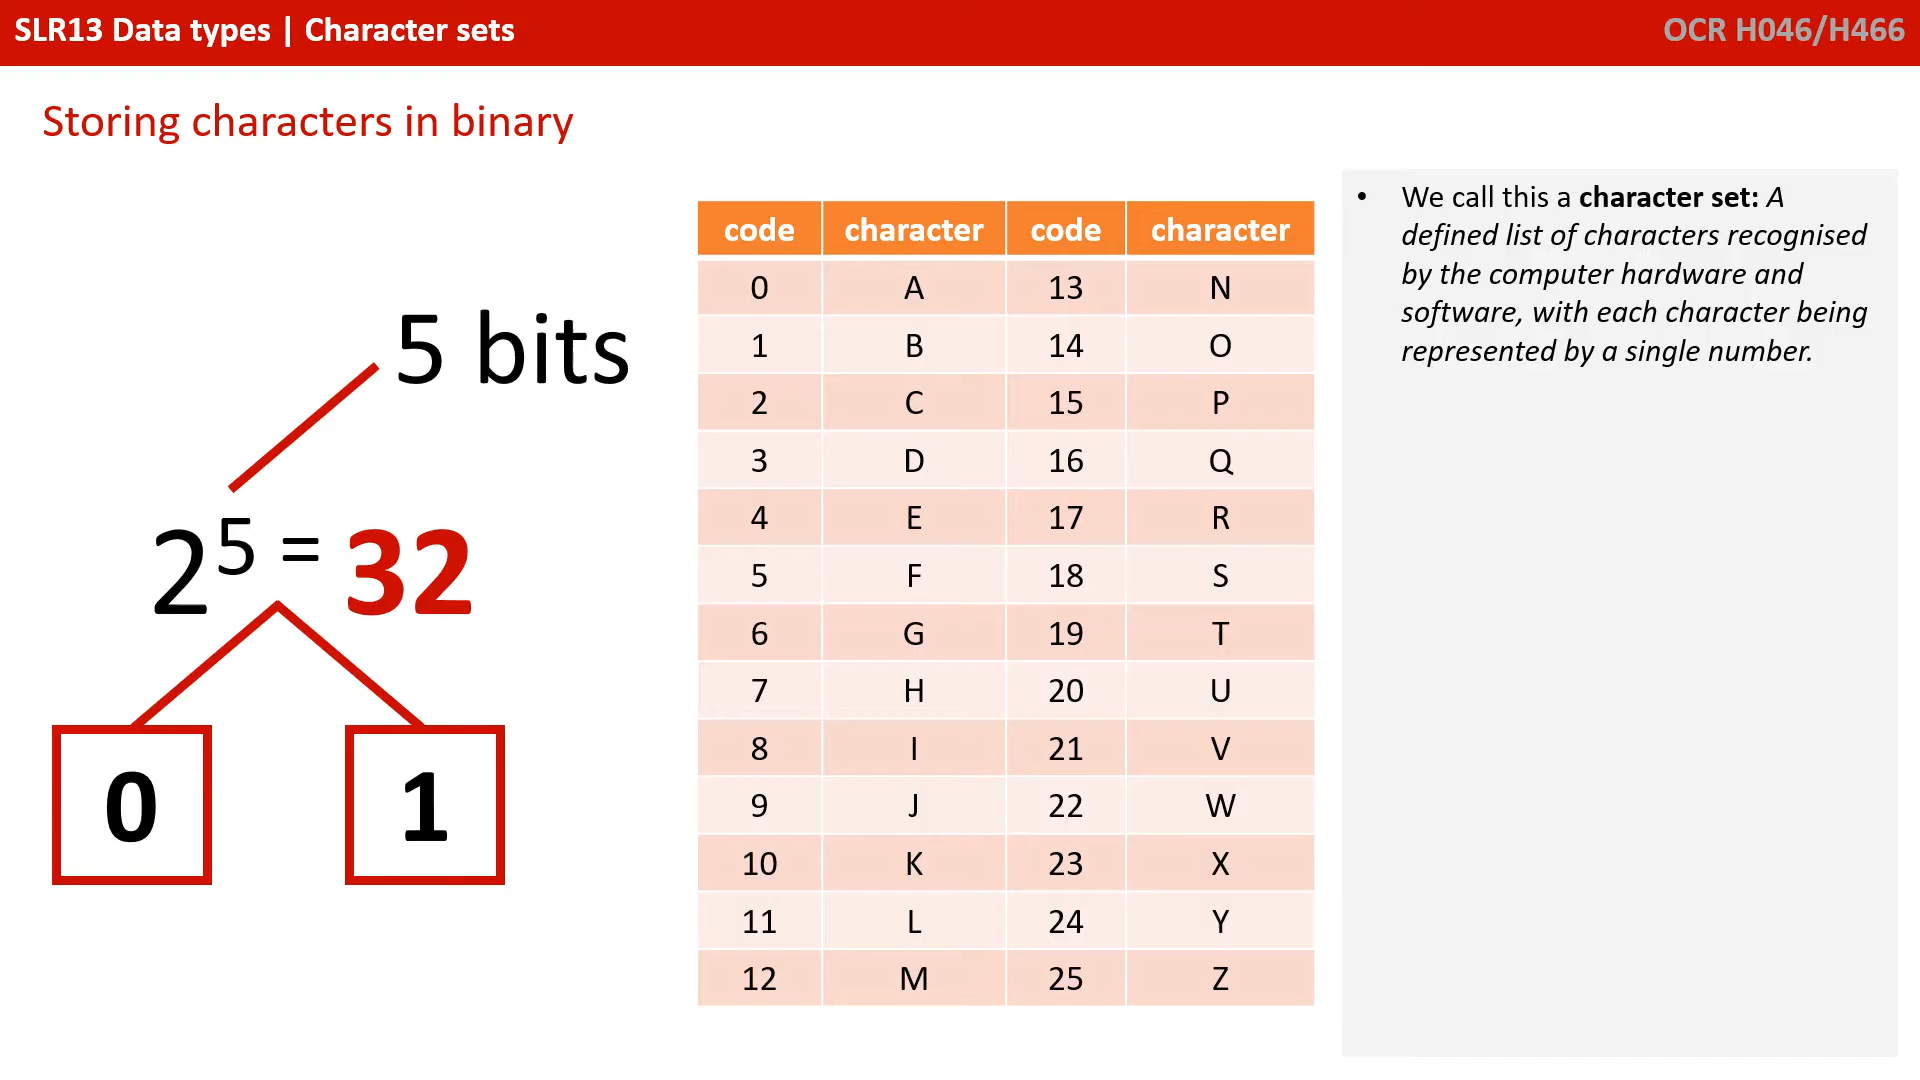 SLR13 Data types | Character sets
OCR H046/H466
Storing characters in binary
5 bits
2⁵ = 32
0 1
code character code character
0 A 13 N
1 B 14 O
2 C 15 P
3 D 16 Q
4 E 17 R
5 F 18 S
6 G 19 T
7 H 20 U
8 I 21 V
9 J 22 W
10 K 23 X
11 L 24 Y
12 M 25 Z
• We call this a character set: A
defined list of characters recognised
by the computer hardware and
software, with each character being
represented by a single number.